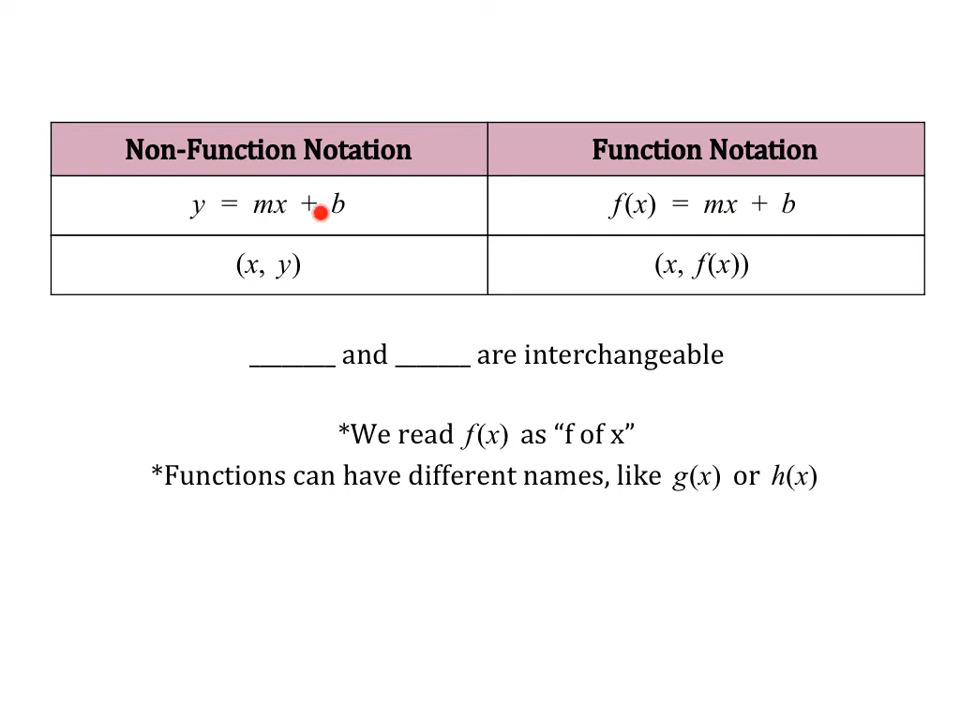 Non-Function Notation Function Notation
y = mx + b f(x) = mx + b
(x, y) (x, f(x))
________ and _______ are interchangeable
*We read f(x) as “f of x”
*Functions can have different names, like g(x) or h(x)